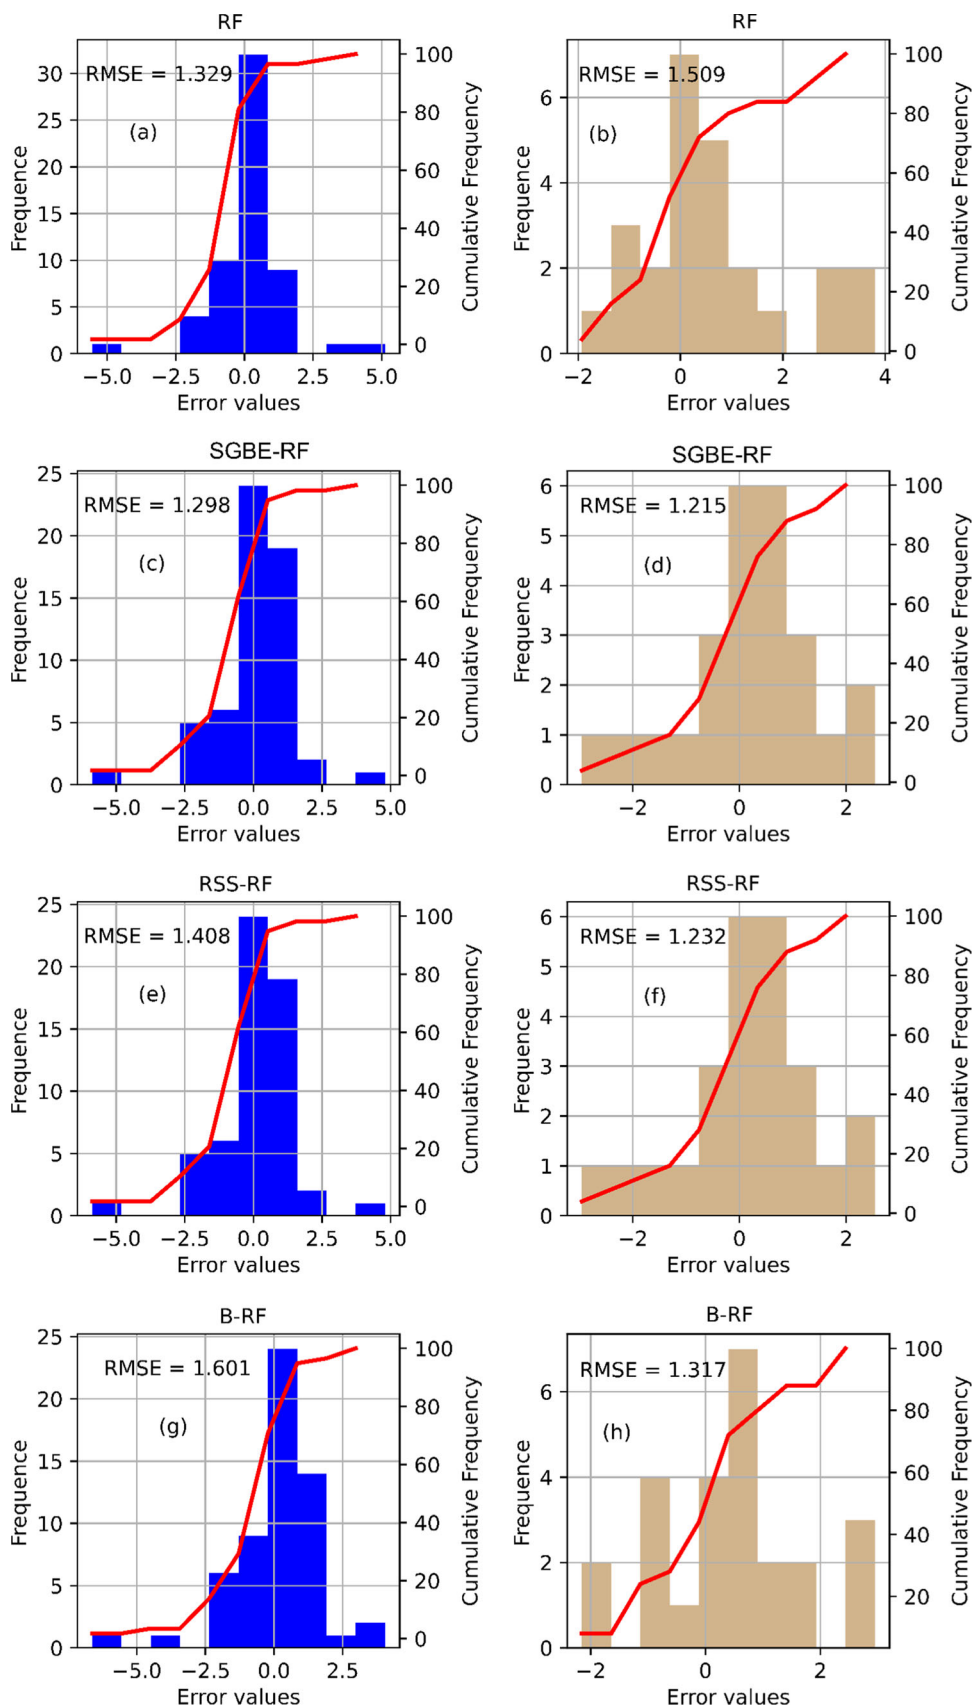 RF
RMSE = 1.329
(a)
Frequence
0
5
10
15
20
25
30
Cumulative Frequency
0
20
40
60
80
100
−5.0 −2.5 0.0 2.5 5.0
Error values
RF
RMSE = 1.509
(b)
Frequence
0
2
4
6
Cumulative Frequency
0
20
40
60
80
100
−2 0 2 4
Error values
SGBE-RF
RMSE = 1.298
(c)
Frequence
0
5
10
15
20
25
Cumulative Frequency
0
20
40
60
80
100
−5.0 −2.5 0.0 2.5 5.0
Error values
SGBE-RF
RMSE = 1.215
(d)
Frequence
0
1
2
3
4
5
6
Cumulative Frequency
0
20
40
60
80
100
−2 0 2
Error values
RSS-RF
RMSE = 1.408
(e)
Frequence
0
5
10
15
20
25
Cumulative Frequency
0
20
40
60
80
100
−5.0 −2.5 0.0 2.5 5.0
Error values
RSS-RF
RMSE = 1.232
(f)
Frequence
0
1
2
3
4
5
6
Cumulative Frequency
0
20
40
60
80
100
−2 0 2
Error values
B-RF
RMSE = 1.601
(g)
Frequence
0
5
10
15
20
25
Cumulative Frequency
0
20
40
60
80
100
−5.0 −2.5 0.0 2.5
Error values
B-RF
RMSE = 1.317
(h)
Frequence
0
2
4
6
Cumulative Frequency
20
40
60
80
100
−2 0 2
Error values